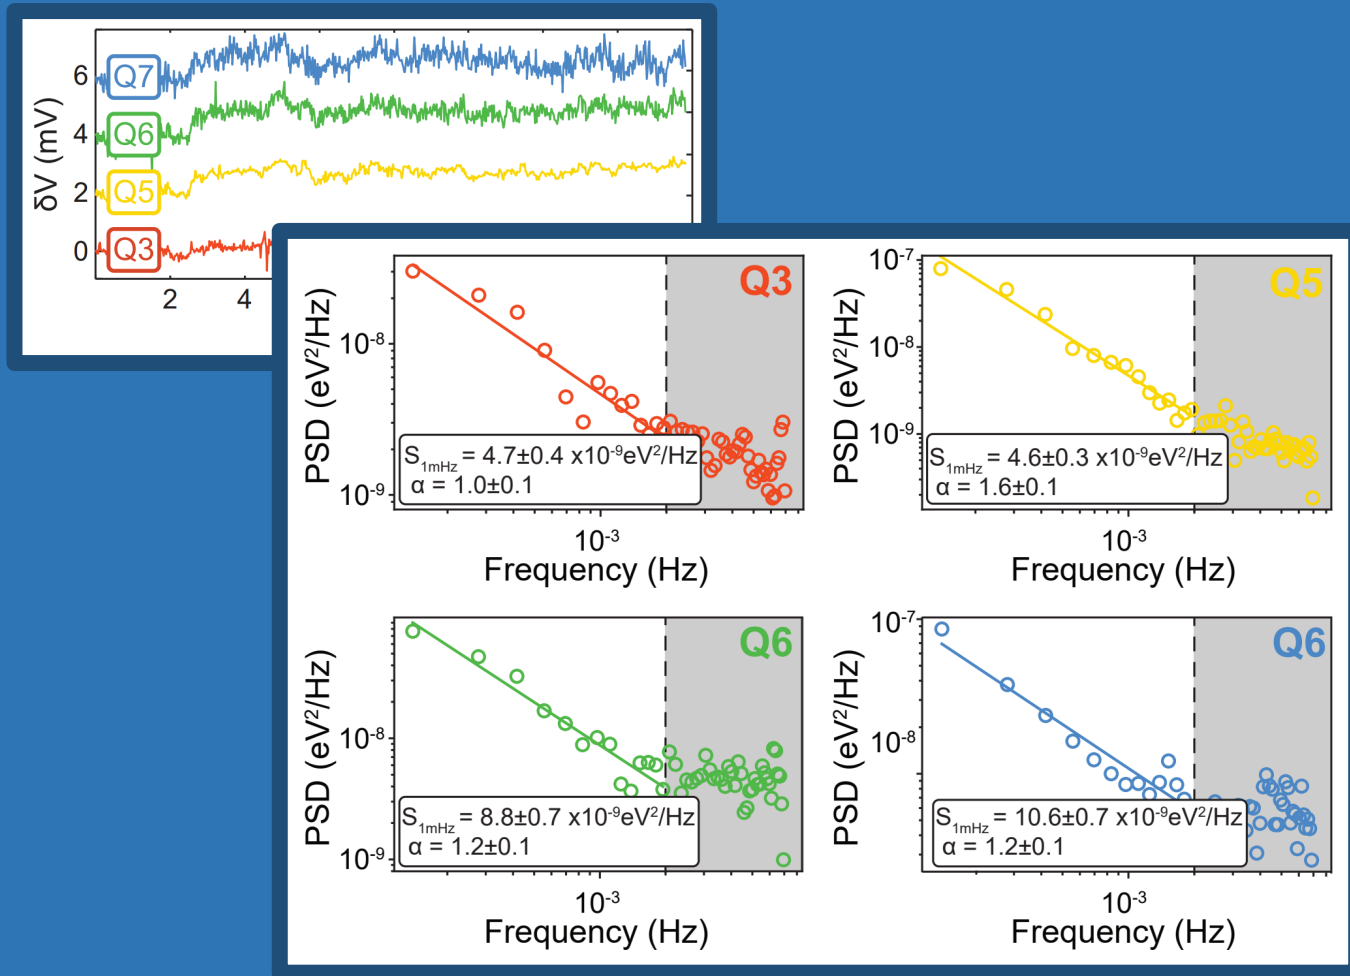 δV (mV)
6
4
2
0
Q7
Q6
Q5
Q3
2
4
Q3
PSD (eV²/Hz)
10⁻⁸
10⁻⁹
S₁mHz = 4.7±0.4 x10⁻⁹eV²/Hz
α = 1.0±0.1
10⁻³
Frequency (Hz)
Q5
PSD (eV²/Hz)
10⁻⁷
10⁻⁸
10⁻⁹
S₁mHz = 4.6±0.3 x10⁻⁹eV²/Hz
α = 1.6±0.1
10⁻³
Frequency (Hz)
Q6
PSD (eV²/Hz)
10⁻⁸
10⁻⁹
S₁mHz = 8.8±0.7 x10⁻⁹eV²/Hz
α = 1.2±0.1
10⁻³
Frequency (Hz)
Q6
PSD (eV²/Hz)
10⁻⁷
10⁻⁸
S₁mHz = 10.6±0.7 x10⁻⁹eV²/Hz
α = 1.2±0.1
10⁻³
Frequency (Hz)